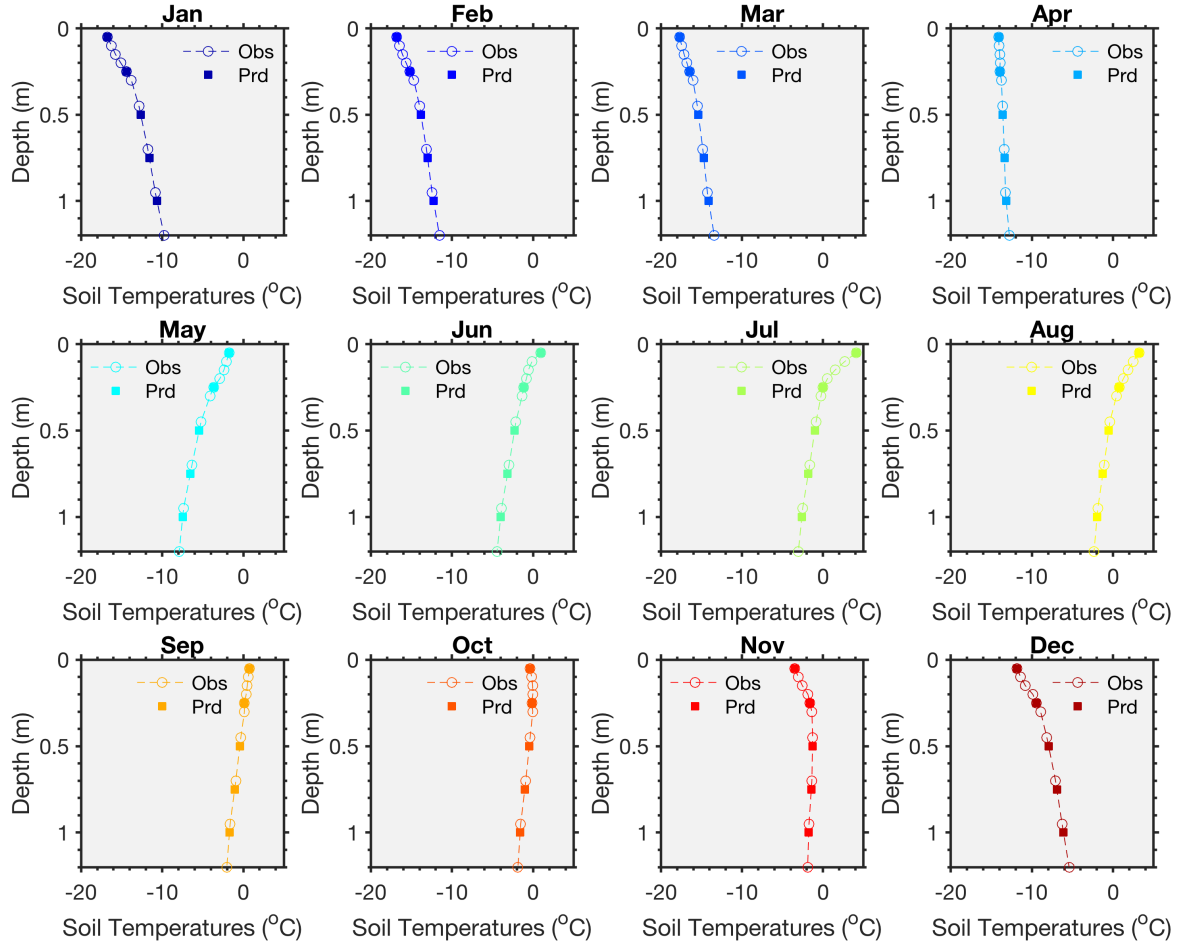 Jan
Feb
Mar
Apr
0
0.5
1
Depth (m)
Obs
Prd
-20
-10
0
Soil Temperatures (°C)
0
0.5
1
Depth (m)
Obs
Prd
-20
-10
0
Soil Temperatures (°C)
0
0.5
1
Depth (m)
Obs
Prd
-20
-10
0
Soil Temperatures (°C)
0
0.5
1
Depth (m)
Obs
Prd
-20
-10
0
Soil Temperatures (°C)
May
Jun
Jul
Aug
0
0.5
1
Depth (m)
Obs
Prd
-20
-10
0
Soil Temperatures (°C)
0
0.5
1
Depth (m)
Obs
Prd
-20
-10
0
Soil Temperatures (°C)
0
0.5
1
Depth (m)
Obs
Prd
-20
-10
0
Soil Temperatures (°C)
0
0.5
1
Depth (m)
Obs
Prd
-20
-10
0
Soil Temperatures (°C)
Sep
Oct
Nov
Dec
0
0.5
1
Depth (m)
Obs
Prd
-20
-10
0
Soil Temperatures (°C)
0
0.5
1
Depth (m)
Obs
Prd
-20
-10
0
Soil Temperatures (°C)
0
0.5
1
Depth (m)
Obs
Prd
-20
-10
0
Soil Temperatures (°C)
0
0.5
1
Depth (m)
Obs
Prd
-20
-10
0
Soil Temperatures (°C)